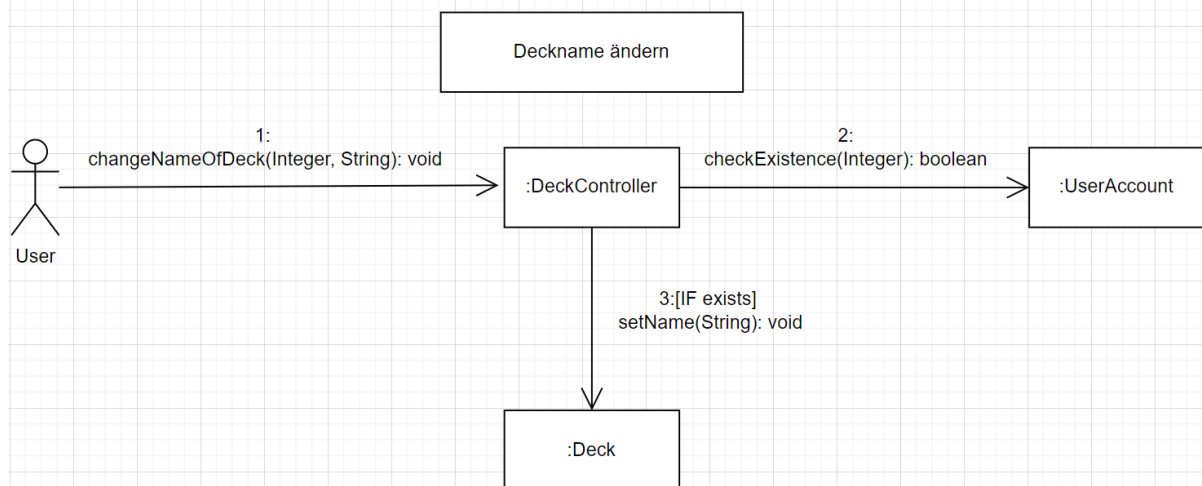 Deckname ändern
1:
changeNameOfDeck(Integer, String): void
2:
checkExistence(Integer): boolean
:DeckController
:UserAccount
User
3:[IF exists]
setName(String): void
:Deck